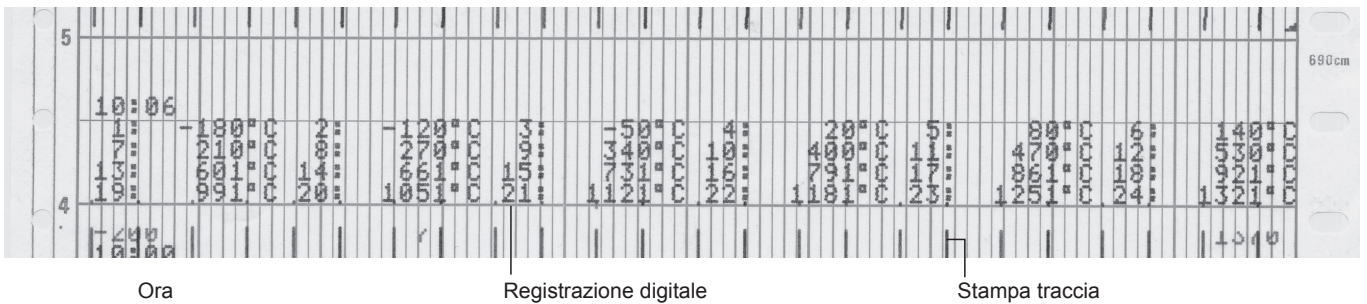 5
690cm
10:06
1: -180°C 2: -120°C 3: -50°C 4: 20°C 5: 80°C 6: 140°C
7: 210°C 8: 270°C 9: 340°C 10: 400°C 11: 470°C 12: 530°C
13: 601°C 14: 661°C 15: 731°C 16: 791°C 17: 861°C 18: 921°C
19: 991°C 20: 1051°C 21: 1121°C 22: 1181°C 23: 1251°C 24: 1321°C
4
-200
10:00
Ora Registrazione digitale Stampa traccia